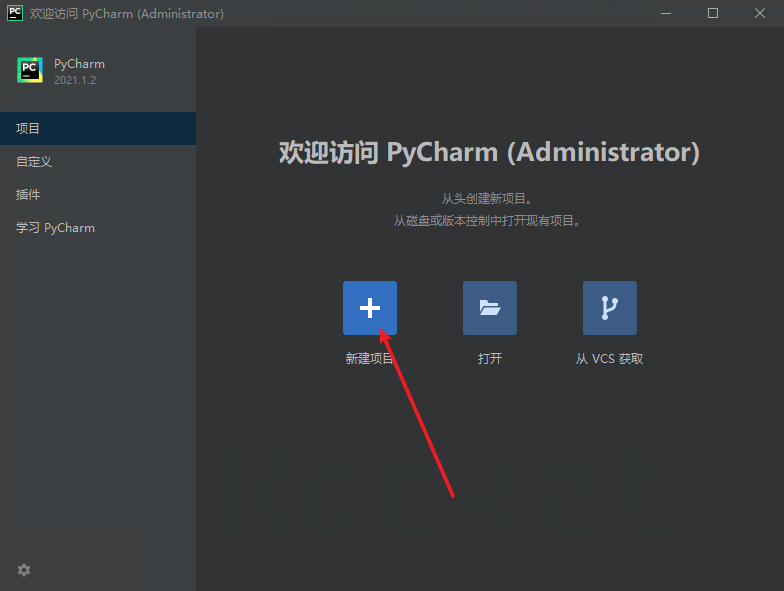 PC 欢迎访问 PyCharm (Administrator)
PC PyCharm
2021.1.2
项目
自定义
插件
学习 PyCharm
欢迎访问 PyCharm (Administrator)
从头创建新项目。
从磁盘或版本控制中打开现有项目。
新建项目
打开
从 VCS 获取